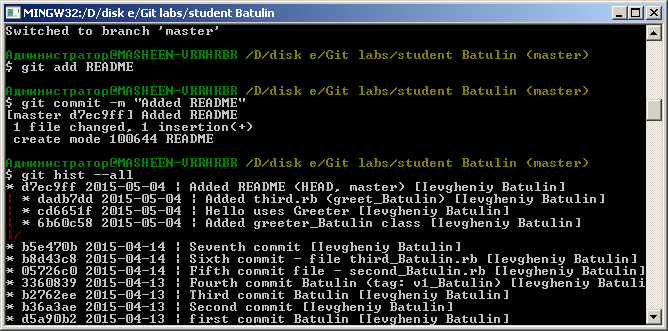 MINGW32:/D/disk e/Git labs/student Batulin
Switched to branch 'master'
Администратор@MASHEEN-VRRHRBR /D/disk e/Git labs/student Batulin (master)
$ git add README
Администратор@MASHEEN-VRRHRBR /D/disk e/Git labs/student Batulin (master)
$ git commit -m "Added README"
[master d7ec9ff] Added README
1 file changed, 1 insertion(+)
create mode 100644 README
Администратор@MASHEEN-VRRHRBR /D/disk e/Git labs/student Batulin (master)
$ git hist --all
* d7ec9ff 2015-05-04 | Added README (HEAD, master) [Ievgheniy Batulin]
| * dadb7dd 2015-05-04 | Added third.rb (greet_Batulin) [Ievgheniy Batulin]
| * cd6651f 2015-05-04 | Hello uses Greeter [Ievgheniy Batulin]
| * 6b60c58 2015-05-04 | Added greeter_Batulin class [Ievgheniy Batulin]
|/
* b5e470b 2015-04-14 | Seventh commit [Ievgheniy Batulin]
* b8d43c8 2015-04-14 | Sixth commit - file third_Batulin.rb [Ievgheniy Batulin]
* 05726c0 2015-04-14 | Fifth commit file - second_Batulin.rb [Ievgheniy Batulin]
* 3360839 2015-04-13 | Fourth commit Batulin (tag: v1_Batulin) [Ievgheniy Batulin]
* b2762ee 2015-04-13 | Third commit Batulin [Ievgheniy Batulin]
* b36a3ae 2015-04-13 | Second commit [Ievgheniy Batulin]
* d5a90b2 2015-04-13 | first commit Batulin [Ievgheniy Batulin]